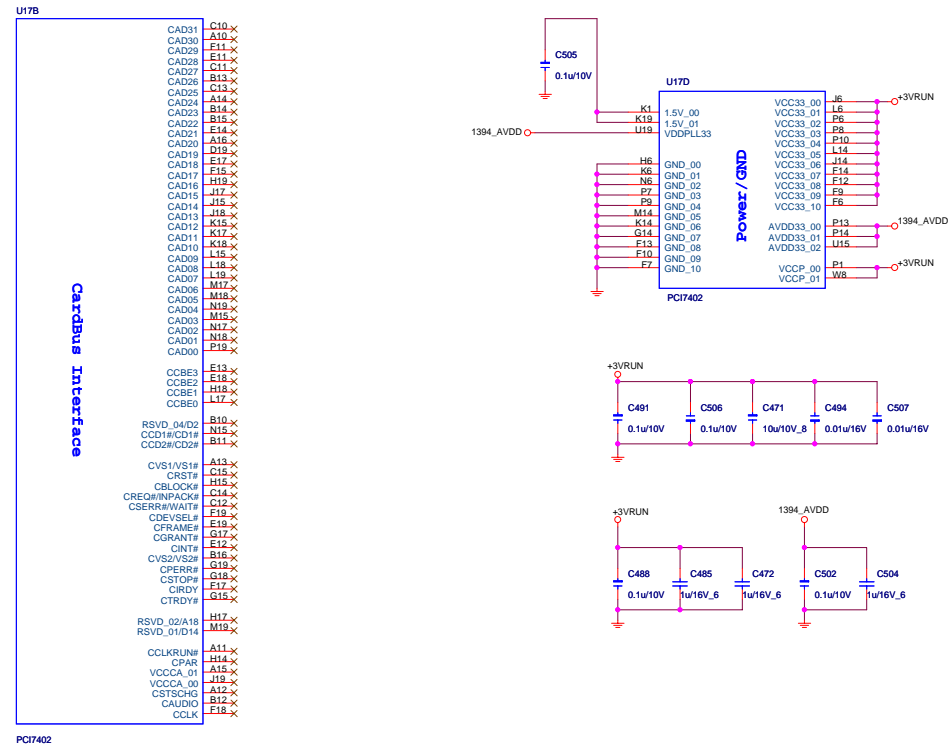 U17B
CAD31 C10
CAD30 A10
CAD29 F11
CAD28 E11
CAD27 C11
CAD26 B13
CAD25 C13
CAD24 A14
CAD23 B14
CAD22 B15
CAD21 E14
CAD20 A16
CAD19 D19
CAD18 E17
CAD17 F15
CAD16 H19
CAD15 J17
CAD14 J15
CAD13 J18
CAD12 K15
CAD11 K17
CAD10 K18
CAD09 L15
CAD08 L18
CAD07 L19
CAD06 M17
CAD05 M18
CAD04 N19
CAD03 M15
CAD02 N17
CAD01 N18
CAD00 P19
CCBE3 E13
CCBE2 E18
CCBE1 H18
CCBE0 L17
RSVD_04/D2 B10
CCD1#/CD1# N15
CCD2#/CD2# B11
CVS1/VS1# A13
CRST# C15
CBLOCK# H15
CREQ#/INPACK# C14
CSERR#/WAIT# C12
CDEVSEL# F19
CFRAME# E19
CGRANT# G17
CINT# E12
CVS2/VS2# B16
CPERR# G19
CSTOP# G18
CIRDY F17
CTRDY# G15
RSVD_02/A18 H17
RSVD_01/D14 M19
CCLKRUN# A11
CPAR H14
VCCCA_01 A15
VCCCA_00 J19
CSTSCHG A12
CAUDIO B12
CCLK F18
CardBus Interface
PCI7402
C505
0.1u/10V
U17D
K1 1.5V_00
K19 1.5V_01
1394_AVDD U19 VDDPLL33
H6 GND_00
K6 GND_01
N6 GND_02
P7 GND_03
P9 GND_04
M14 GND_05
K14 GND_06
G14 GND_07
F13 GND_08
F10 GND_09
F7 GND_10
Power/GND
VCC33_00 J6 +3VRUN
VCC33_01 L6
VCC33_02 P6
VCC33_03 P8
VCC33_04 P10
VCC33_05 L14
VCC33_06 J14
VCC33_07 F14
VCC33_08 F12
VCC33_09 F9
VCC33_10 F6
AVDD33_00 P13 1394_AVDD
AVDD33_01 P14
AVDD33_02 U15
VCCP_00 P1 +3VRUN
VCCP_01 W8
PCI7402
+3VRUN
C491 C506 C471 C494 C507
0.1u/10V 0.1u/10V 10u/10V_8 0.01u/16V 0.01u/16V
+3VRUN 1394_AVDD
C488 C485 C472 C502 C504
0.1u/10V 1u/16V_6 1u/16V_6 0.1u/10V 1u/16V_6